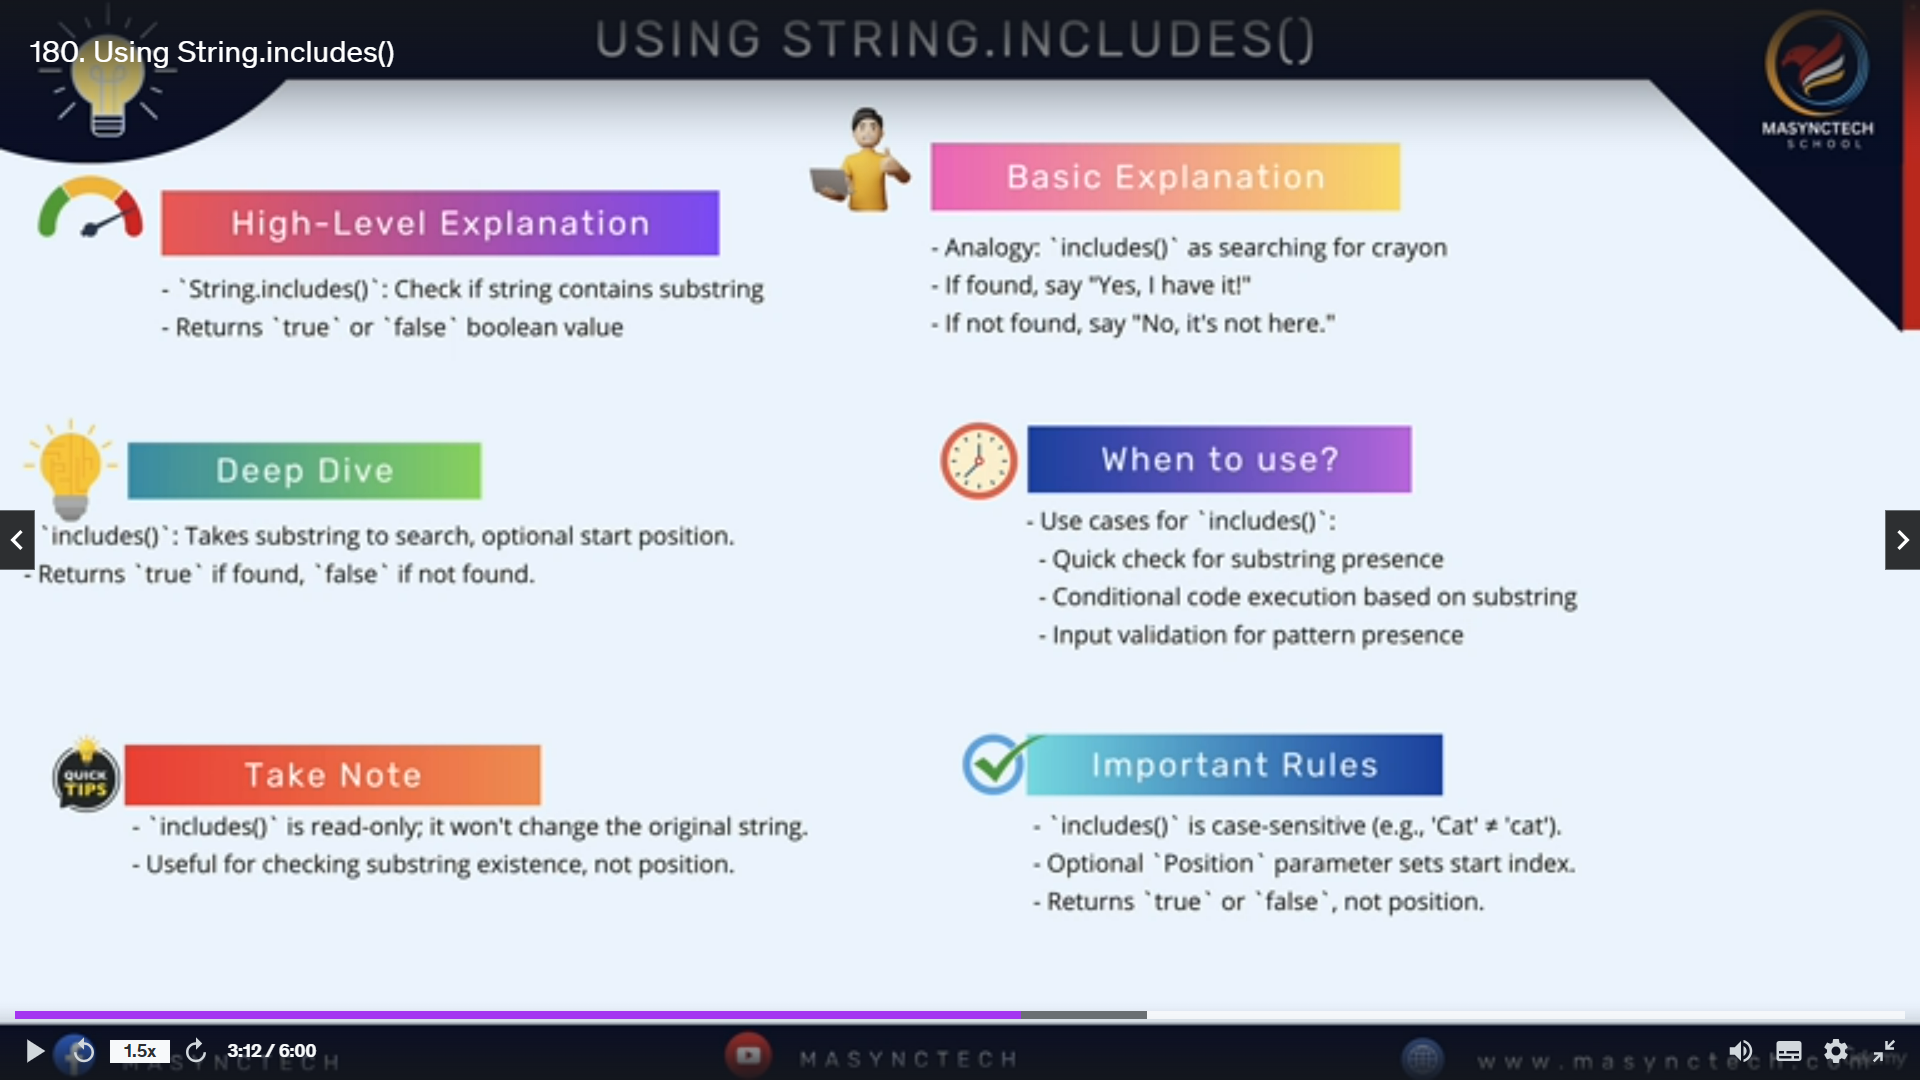 USING STRING.INCLUDES()
180. Using String.includes()
MASYNCTECH
SCHOOL
High-Level Explanation
- `String.includes()`: Check if string contains substring
- Returns `true` or `false` boolean value
Basic Explanation
- Analogy: `includes()` as searching for crayon
- If found, say "Yes, I have it!"
- If not found, say "No, it's not here."
Deep Dive
`includes()`: Takes substring to search, optional start position.
- Returns `true` if found, `false` if not found.
When to use?
- Use cases for `includes()`:
- Quick check for substring presence
- Conditional code execution based on substring
- Input validation for pattern presence
QUICK
TIPS
Take Note
- `includes()` is read-only; it won't change the original string.
- Useful for checking substring existence, not position.
Important Rules
- `includes()` is case-sensitive (e.g., 'Cat' ≠ 'cat').
- Optional `Position` parameter sets start index.
- Returns `true` or `false`, not position.
1.5x
3:12 / 6:00
MASYNCTECH
MASYNCTECH
www.masynctech.com